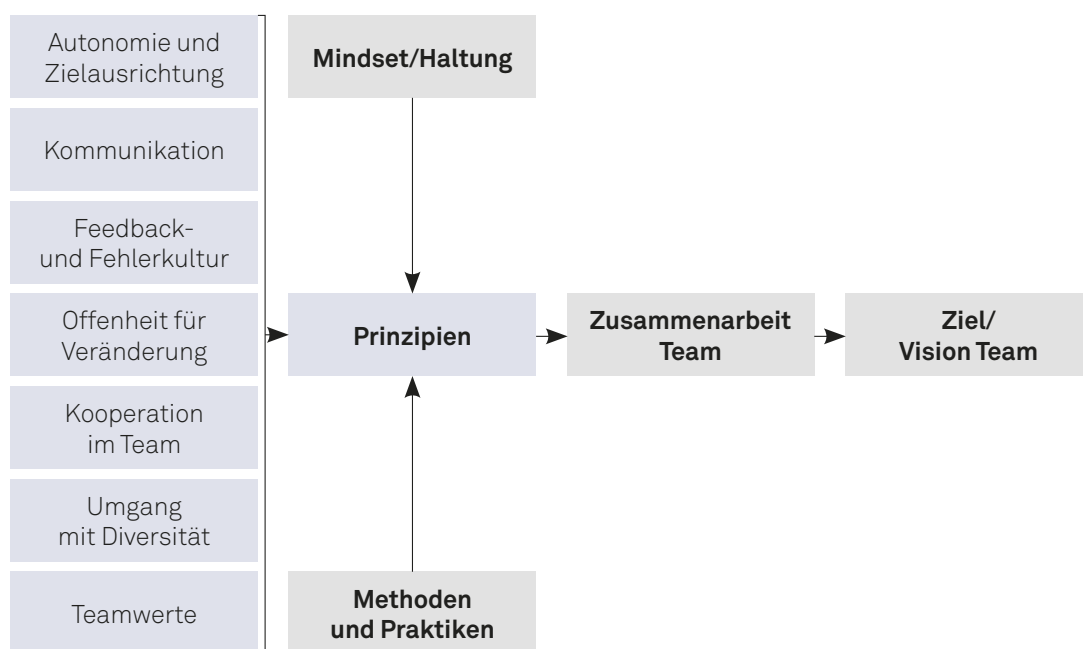 Autonomie und
Zielausrichtung
Kommunikation
Feedback-
und Fehlerkultur
Offenheit für
Veränderung
Kooperation
im Team
Umgang
mit Diversität
Teamwerte
Mindset/Haltung
Prinzipien
Methoden
und Praktiken
Zusammenarbeit
Team
Ziel/
Vision Team